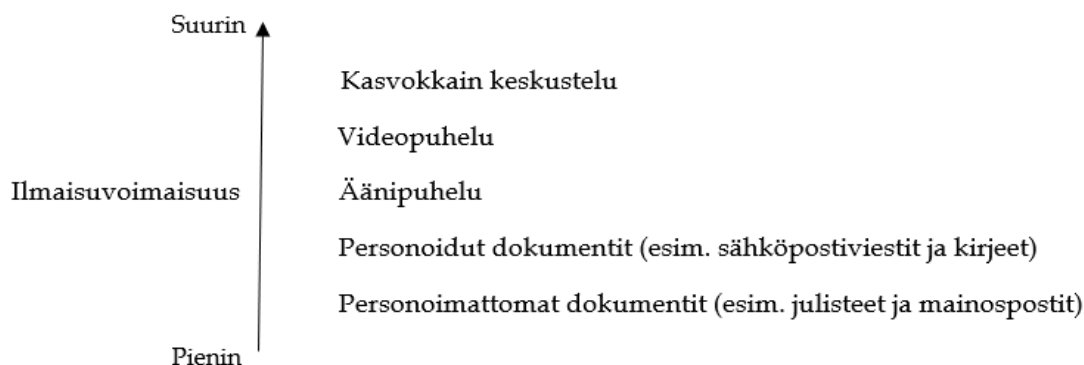 Suurin
Kasvokkain keskustelu
Videopuhelu
Ilmaisuvoimaisuus
Äänipuhelu
Personoidut dokumentit (esim. sähköpostiviestit ja kirjeet)
Personoimattomat dokumentit (esim. julisteet ja mainospostit)
Pienin